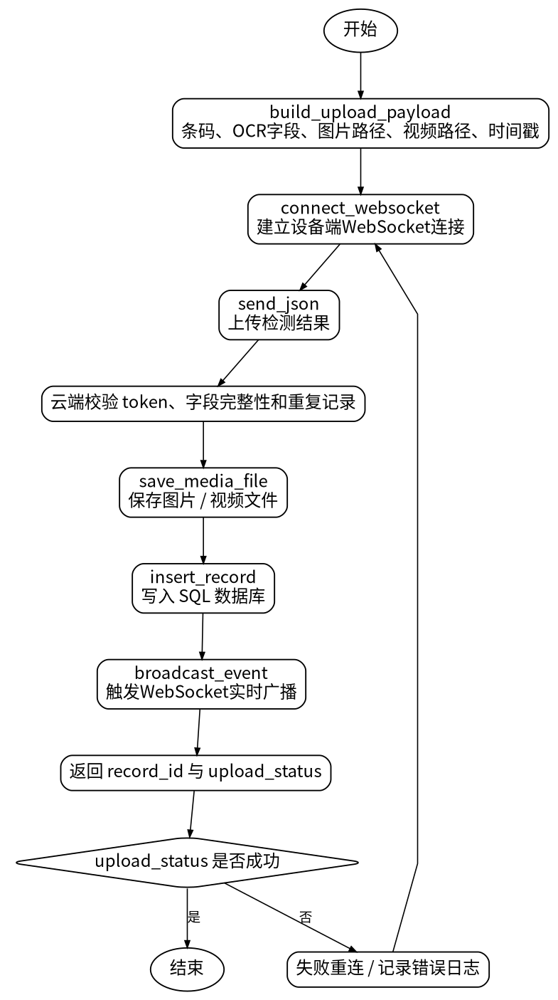 开始
build_upload_payload
条码、OCR字段、图片路径、视频路径、时间戳
connect_websocket
建立设备端WebSocket连接
send_json
上传检测结果
云端校验 token、字段完整性和重复记录
save_media_file
保存图片 / 视频文件
insert_record
写入 SQL 数据库
broadcast_event
触发WebSocket实时广播
返回 record_id 与 upload_status
upload_status 是否成功
是
否
结束
失败重连 / 记录错误日志